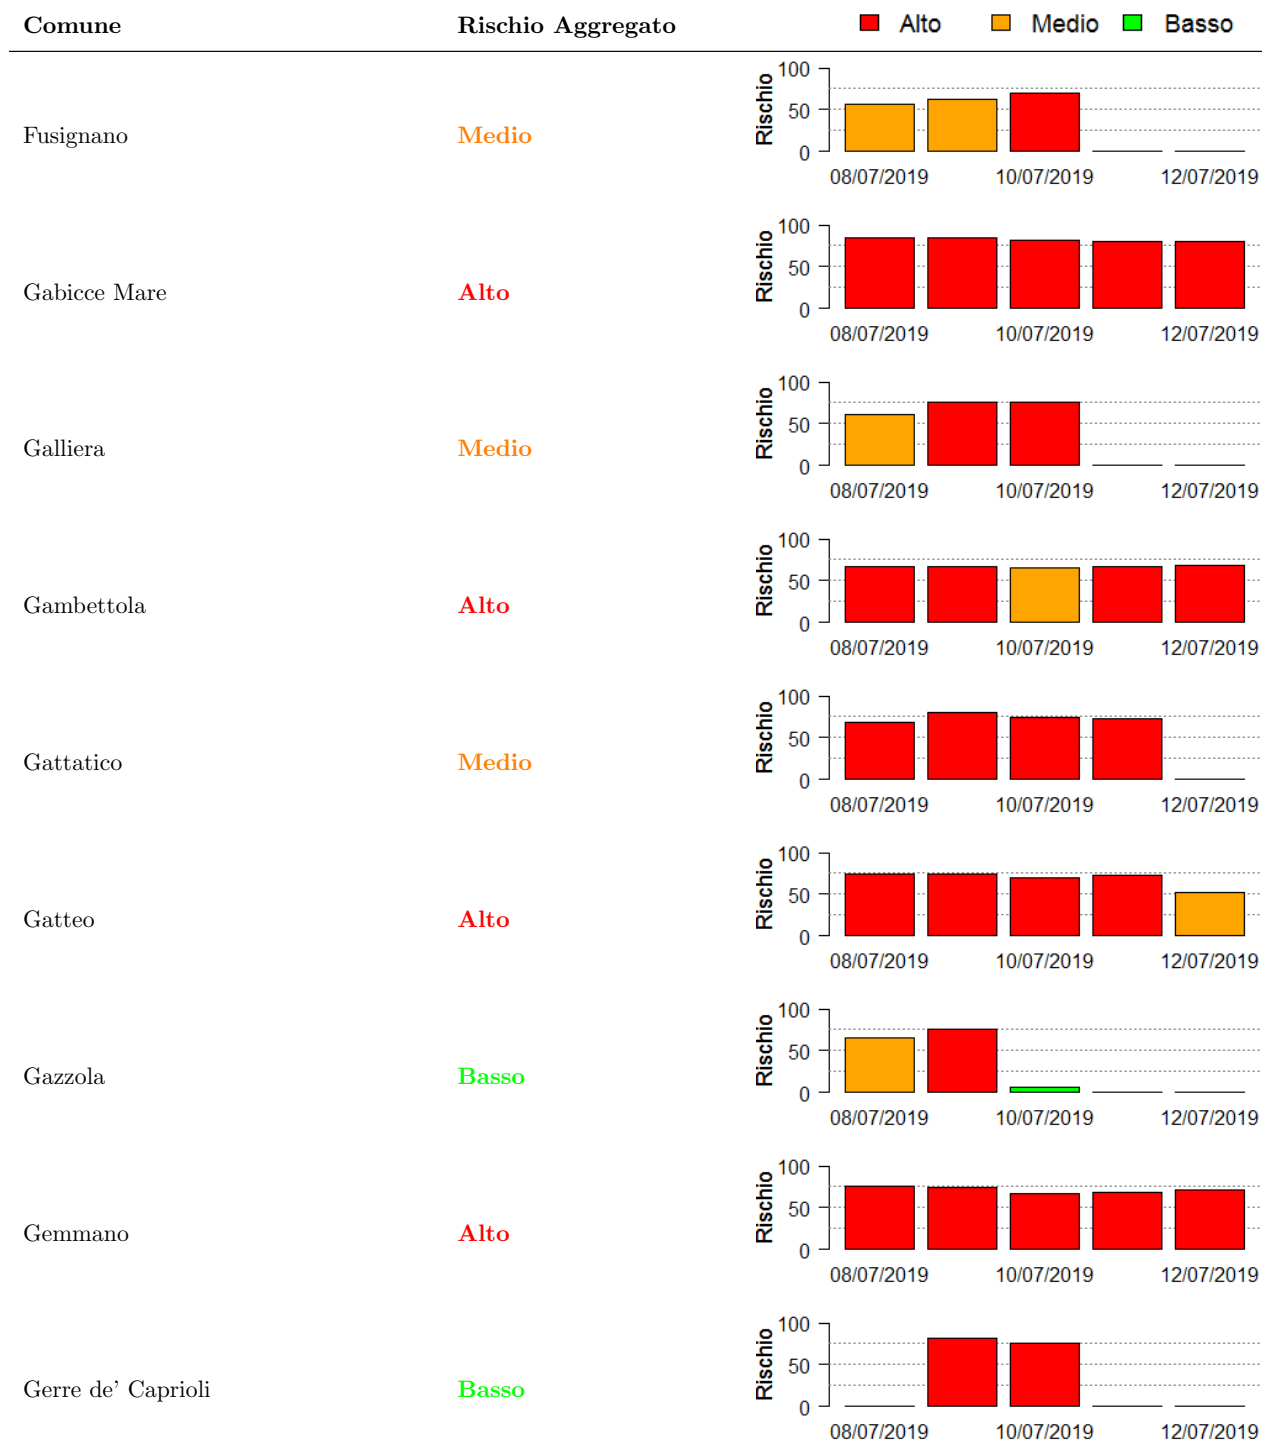 Comune Rischio Aggregato Alto Medio Basso
Fusignano Medio Rischio 100 50 0
08/07/2019 10/07/2019 12/07/2019
Gabicce Mare Alto Rischio 100 50 0
08/07/2019 10/07/2019 12/07/2019
Galliera Medio Rischio 100 50 0
08/07/2019 10/07/2019 12/07/2019
Gambettola Alto Rischio 100 50 0
08/07/2019 10/07/2019 12/07/2019
Gattatico Medio Rischio 100 50 0
08/07/2019 10/07/2019 12/07/2019
Gatteo Alto Rischio 100 50 0
08/07/2019 10/07/2019 12/07/2019
Gazzola Basso Rischio 100 50 0
08/07/2019 10/07/2019 12/07/2019
Gemmano Alto Rischio 100 50 0
08/07/2019 10/07/2019 12/07/2019
Gerre de' Caprioli Basso Rischio 100 50 0
08/07/2019 10/07/2019 12/07/2019